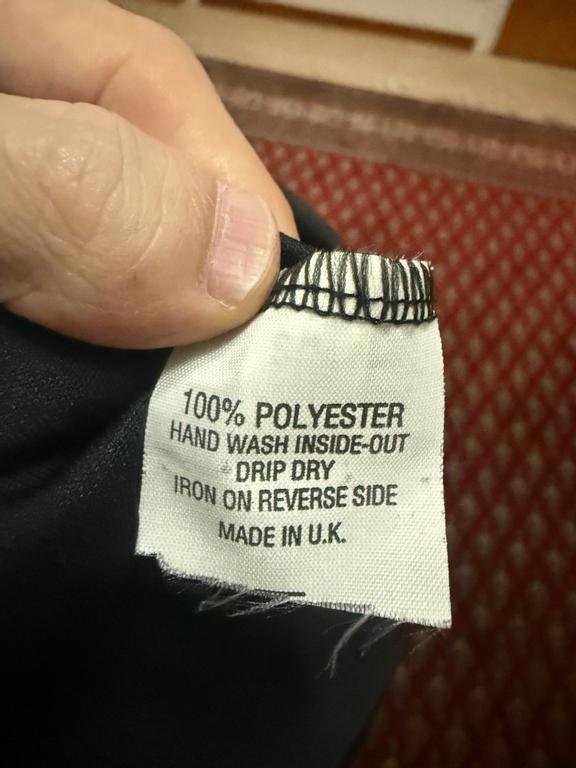 100% POLYESTER
HAND WASH INSIDE-OUT
DRIP DRY
IRON ON REVERSE SIDE
MADE IN U.K.